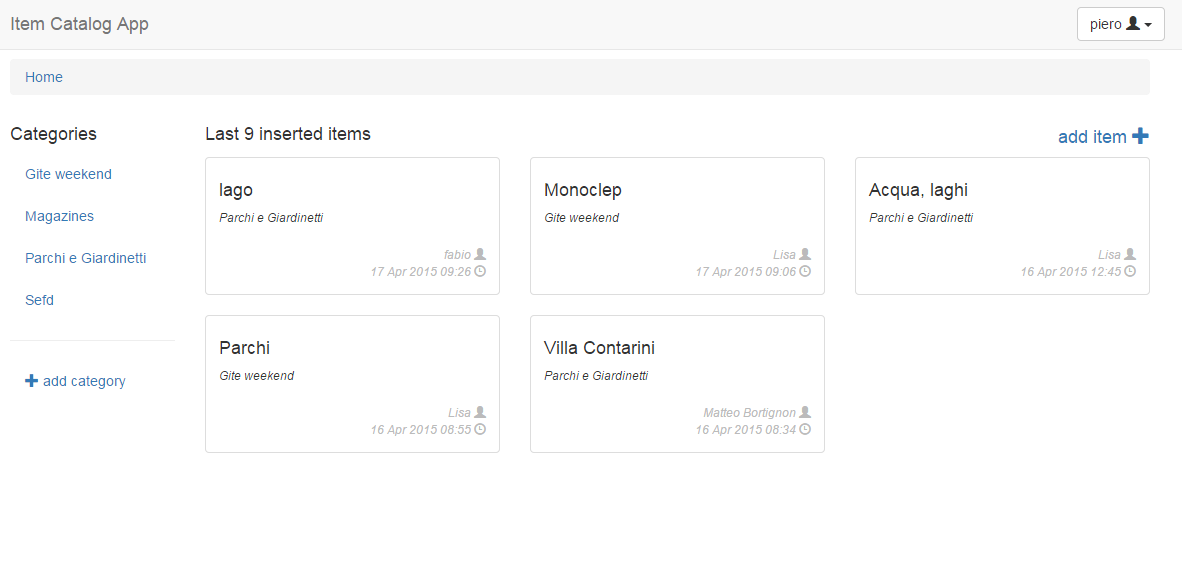 Item Catalog App
piero
Home
Categories
Gite weekend
Magazines
Parchi e Giardinetti
Sefd
add category
Last 9 inserted items
add item
lago
Parchi e Giardinetti
fabio
17 Apr 2015 09:26
Monoclep
Gite weekend
Lisa
17 Apr 2015 09:06
Acqua, laghi
Parchi e Giardinetti
Lisa
16 Apr 2015 12:45
Parchi
Gite weekend
Lisa
16 Apr 2015 08:55
Villa Contarini
Parchi e Giardinetti
Matteo Bortignon
16 Apr 2015 08:34